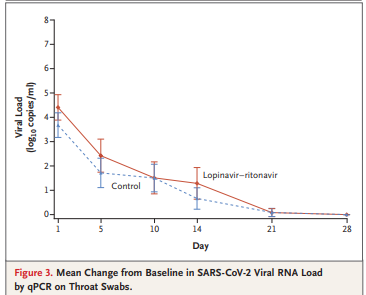 Viral Load
(log₁₀ copies/ml)
8
7
6
5
4
3
2
1
0
Lopinavir–ritonavir
Control
1
5
10
14
21
28
Day
Figure 3. Mean Change from Baseline in SARS-CoV-2 Viral RNA Load
by qPCR on Throat Swabs.